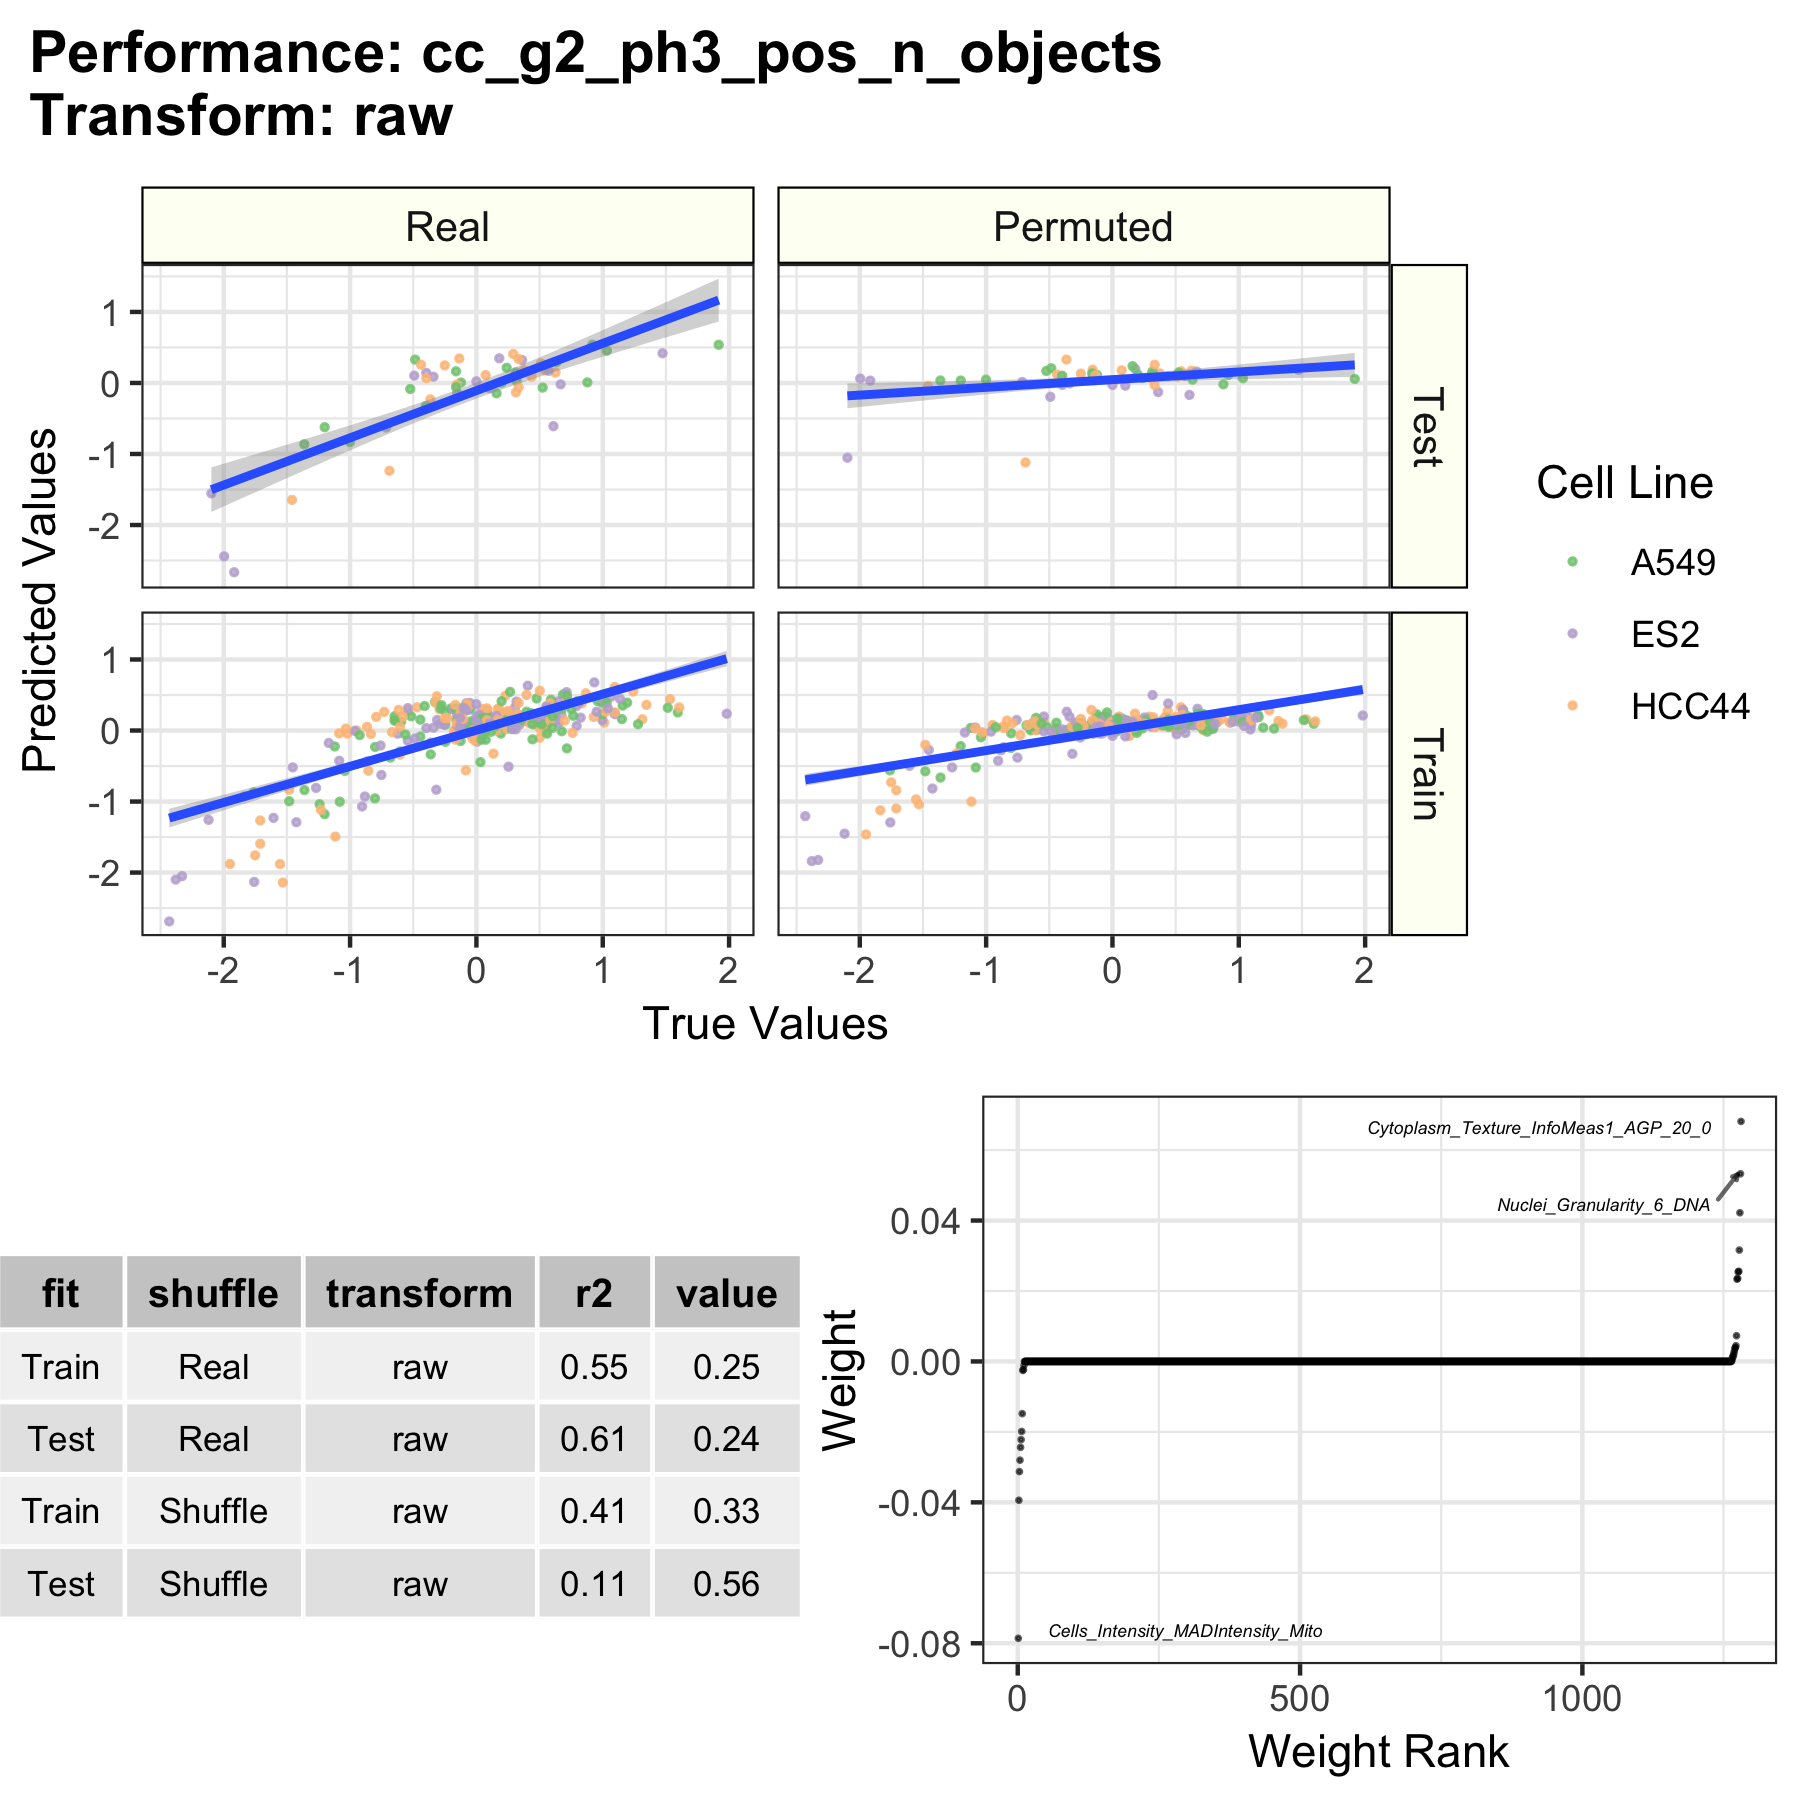 Performance: cc_g2_ph3_pos_n_objects
Transform: raw
Real
Permuted
1
0
-1
-2
Test
1
0
-1
-2
Train
-2
-1
0
1
2
-2
-1
0
1
2
Predicted Values
True Values
Cell Line
A549
ES2
HCC44
fit shuffle transform r2 value
Train Real raw 0.55 0.25
Test Real raw 0.61 0.24
Train Shuffle raw 0.41 0.33
Test Shuffle raw 0.11 0.56
Cytoplasm_Texture_InfoMeas1_AGP_20_0
Nuclei_Granularity_6_DNA
Cells_Intensity_MADIntensity_Mito
0.04
0.00
-0.04
-0.08
Weight
0
500
1000
Weight Rank